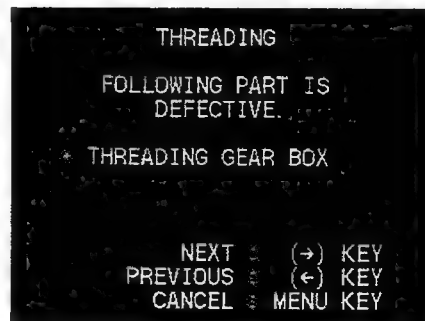 THREADING
FOLLOWING PART IS
DEFECTIVE.
* THREADING GEAR BOX
NEXT : (→) KEY
PREVIOUS : (←) KEY
CANCEL : MENU KEY